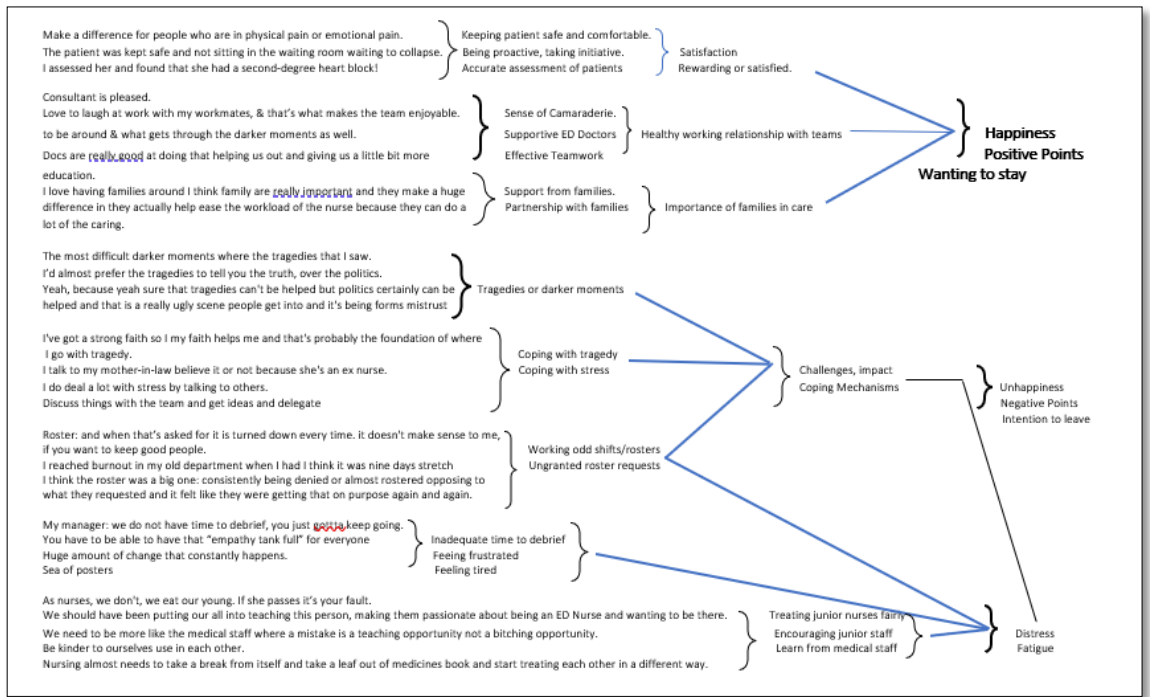 Make a difference for people who are in physical pain or emotional pain.
The patient was kept safe and not sitting in the waiting room waiting to collapse.
I assessed her and found that she had a second-degree heart block!
Keeping patient safe and comfortable.
Being proactive, taking initiative.
Accurate assessment of patients
Satisfaction
Rewarding or satisfied.
Consultant is pleased.
Love to laugh at work with my workmates, & that's what makes the team enjoyable.
to be around & what gets through the darker moments as well.
Docs are really good at doing that helping us out and giving us a little bit more
education.
Sense of Camaraderie.
Supportive ED Doctors
Effective Teamwork
Healthy working relationship with teams
Happiness
Positive Points
Wanting to stay
I love having families around I think family are really important and they make a huge
difference in they actually help ease the workload of the nurse because they can do a
lot of the caring.
Support from families.
Partnership with families
Importance of families in care
The most difficult darker moments where the tragedies that I saw.
I'd almost prefer the tragedies to tell you the truth, over the politics.
Yeah, because yeah sure that tragedies can't be helped but politics certainly can be
helped and that is a really ugly scene people get into and it's being forms mistrust
Tragedies or darker moments
I've got a strong faith so I my faith helps me and that's probably the foundation of where
I go with tragedy.
I talk to my mother-in-law believe it or not because she's an ex nurse.
I do deal a lot with stress by talking to others.
Discuss things with the team and get ideas and delegate
Coping with tragedy
Coping with stress
Challenges, impact
Coping Mechanisms
Unhappiness
Negative Points
Intention to leave
Roster: and when that's asked for it is turned down every time. it doesn't make sense to me,
if you want to keep good people.
I reached burnout in my old department when I had I think it was nine days stretch
I think the roster was a big one: consistently being denied or almost rostered opposing to
what they requested and it felt like they were getting that on purpose again and again.
Working odd shifts/rosters
Ungranted roster requests
My manager: we do not have time to debrief, you just gottta keep going.
You have to be able to have that "empathy tank full" for everyone
Huge amount of change that constantly happens.
Sea of posters
Inadequate time to debrief
Feeing frustrated
Feeling tired
As nurses, we don't, we eat our young. If she passes it's your fault.
We should have been putting our all into teaching this person, making them passionate about being an ED Nurse and wanting to be there.
We need to be more like the medical staff where a mistake is a teaching opportunity not a bitching opportunity.
Be kinder to ourselves use in each other.
Nursing almost needs to take a break from itself and take a leaf out of medicines book and start treating each other in a different way.
Treating junior nurses fairly
Encouraging junior staff
Learn from medical staff
Distress
Fatigue